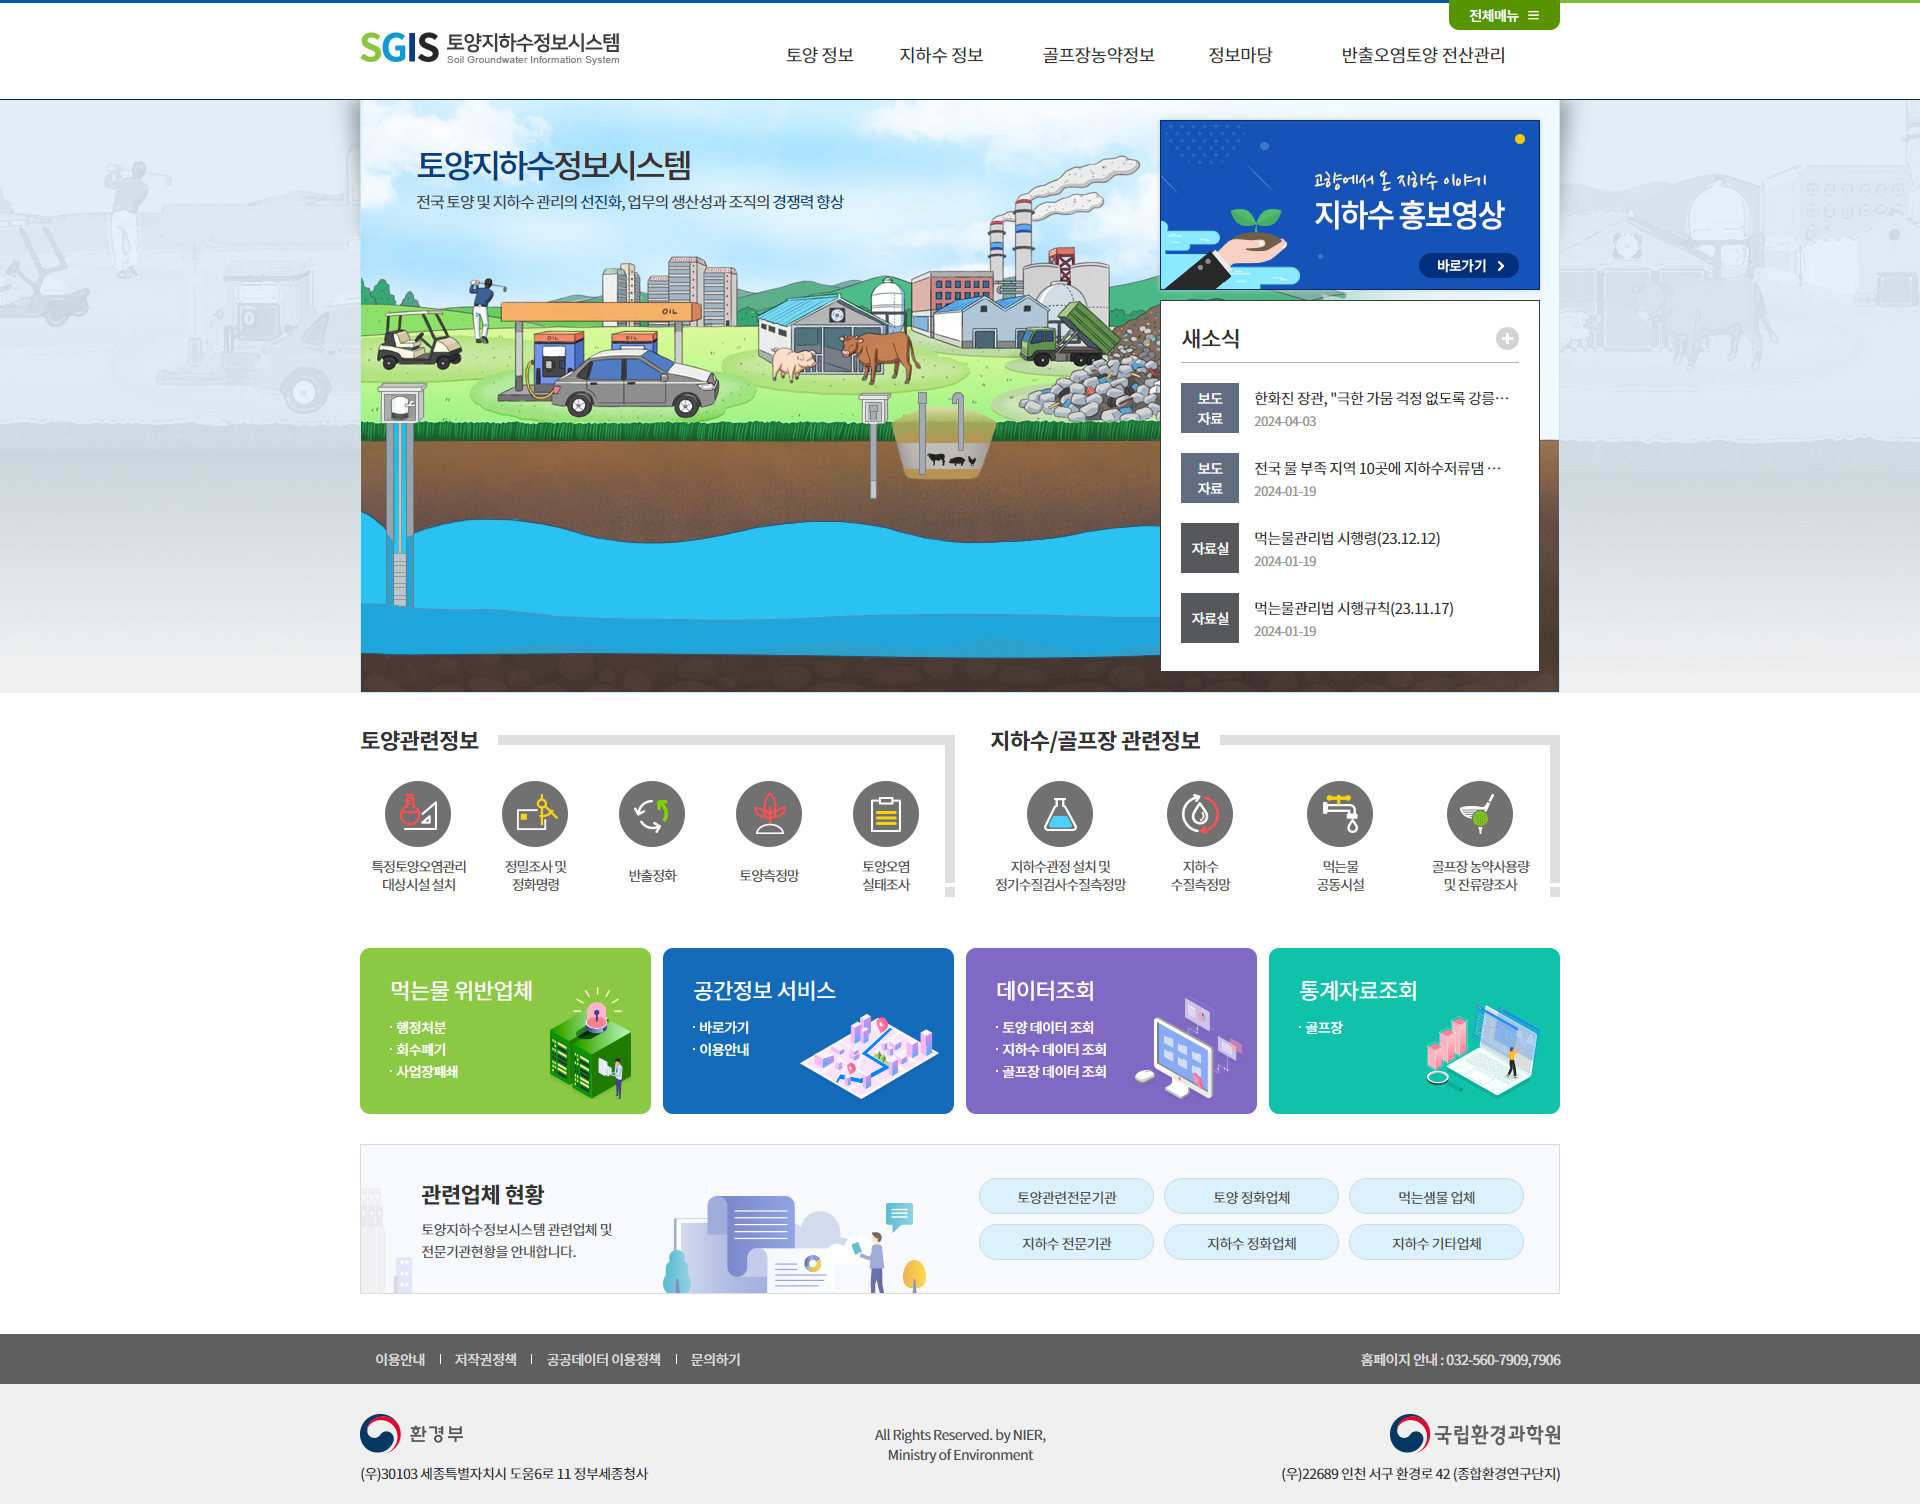 전체메뉴
SGIS 토양지하수정보시스템
Soil Groundwater Information System
토양 정보
지하수 정보
골프장농약정보
정보마당
반출오염토양 전산관리
토양지하수정보시스템
전국 토양 및 지하수 관리의 선진화, 업무의 생산성과 조직의 경쟁력 향상
OIL
OIL
OIL
고향에서 온 지하수 이야기
지하수 홍보영상
바로가기
새소식
보도
자료
한화진 장관, "극한 가뭄 걱정 없도록 강릉…
2024-04-03
보도
자료
전국 물 부족 지역 10곳에 지하수저류댐 …
2024-01-19
자료실
먹는물관리법 시행령(23.12.12)
2024-01-19
자료실
먹는물관리법 시행규칙(23.11.17)
2024-01-19
토양관련정보
특정토양오염관리
대상시설 설치
정밀조사 및
정화명령
반출정화
토양측정망
토양오염
실태조사
지하수/골프장 관련정보
지하수관정 설치 및
정기수질검사수질측정망
지하수
수질측정망
먹는물
공동시설
골프장 농약사용량
및 잔류량조사
먹는물 위반업체
· 행정처분
· 회수폐기
· 사업장폐쇄
공간정보 서비스
· 바로가기
· 이용안내
데이터조회
· 토양 데이터 조회
· 지하수 데이터 조회
· 골프장 데이터 조회
통계자료조회
· 골프장
관련업체 현황
토양지하수정보시스템 관련업체 및
전문기관현황을 안내합니다.
토양관련전문기관
토양 정화업체
먹는샘물 업체
지하수 전문기관
지하수 정화업체
지하수 기타업체
이용안내
저작권정책
공공데이터 이용정책
문의하기
홈페이지 안내 : 032-560-7909,7906
환경부
(우)30103 세종특별자치시 도움6로 11 정부세종청사
All Rights Reserved. by NIER,
Ministry of Environment
국립환경과학원
(우)22689 인천 서구 환경로 42 (종합환경연구단지)